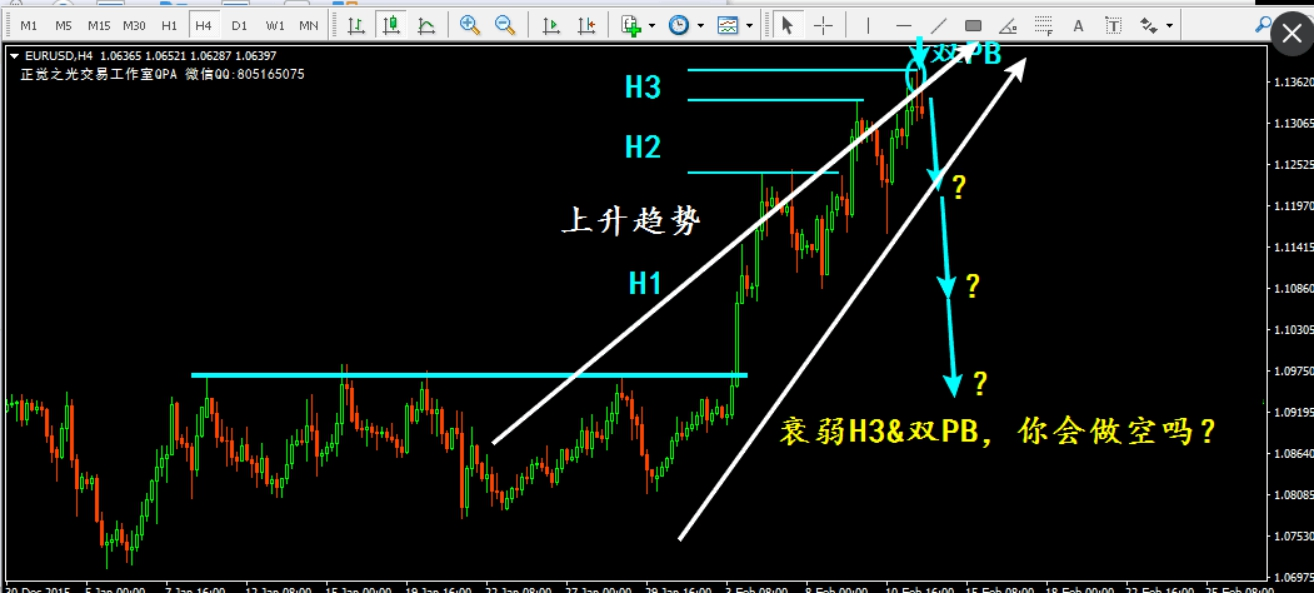 M1 M5 M15 M30 H1 H4 D1 W1 MN
A
T
EURUSD,H4 1.06365 1.06521 1.06287 1.06397
正觉之光交易工作室QPA 微信QQ:805165075
双PB
H3
H2
上升趋势
H1
?
?
?
衰弱H3&双PB，你会做空吗？
1.13620
1.13065
1.12525
1.11970
1.11415
1.10860
1.10305
1.09750
1.09195
1.08640
1.08085
1.07530
1.06975
30 Dec 2015 5 Jan 00:00 7 Jan 16:00 12 Jan 08:00 15 Jan 00:00 19 Jan 16:00 22 Jan 08:00 27 Jan 00:00 29 Jan 16:00 3 Feb 08:00 8 Feb 00:00 10 Feb 16:00 15 Feb 08:00 18 Feb 00:00 22 Feb 16:00 25 Feb 08:00